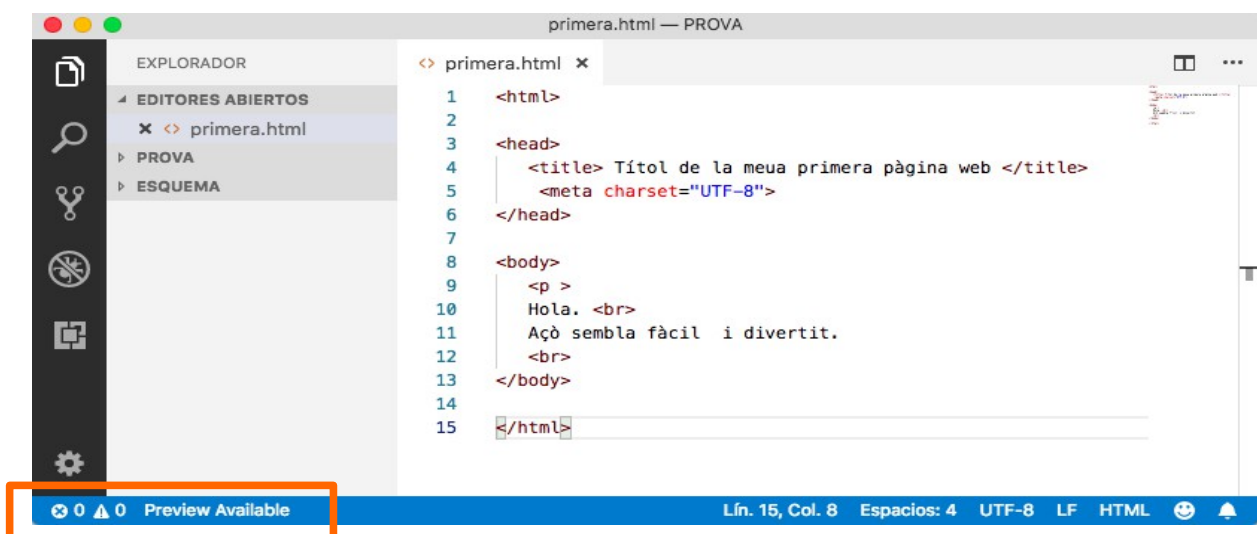 primera.html — PROVA
EXPLORADOR
EDITORES ABIERTOS
primera.html
PROVA
ESQUEMA
primera.html
1 <html>
2
3 <head>
4 <title> Títol de la meua primera pàgina web </title>
5 <meta charset="UTF-8">
6 </head>
7
8 <body>
9 <p >
10 Hola. <br>
11 Açò sembla fàcil  i divertit.
12 <br>
13 </body>
14
15 </html>
0 0 Preview Available Lín. 15, Col. 8 Espacios: 4 UTF-8 LF HTML